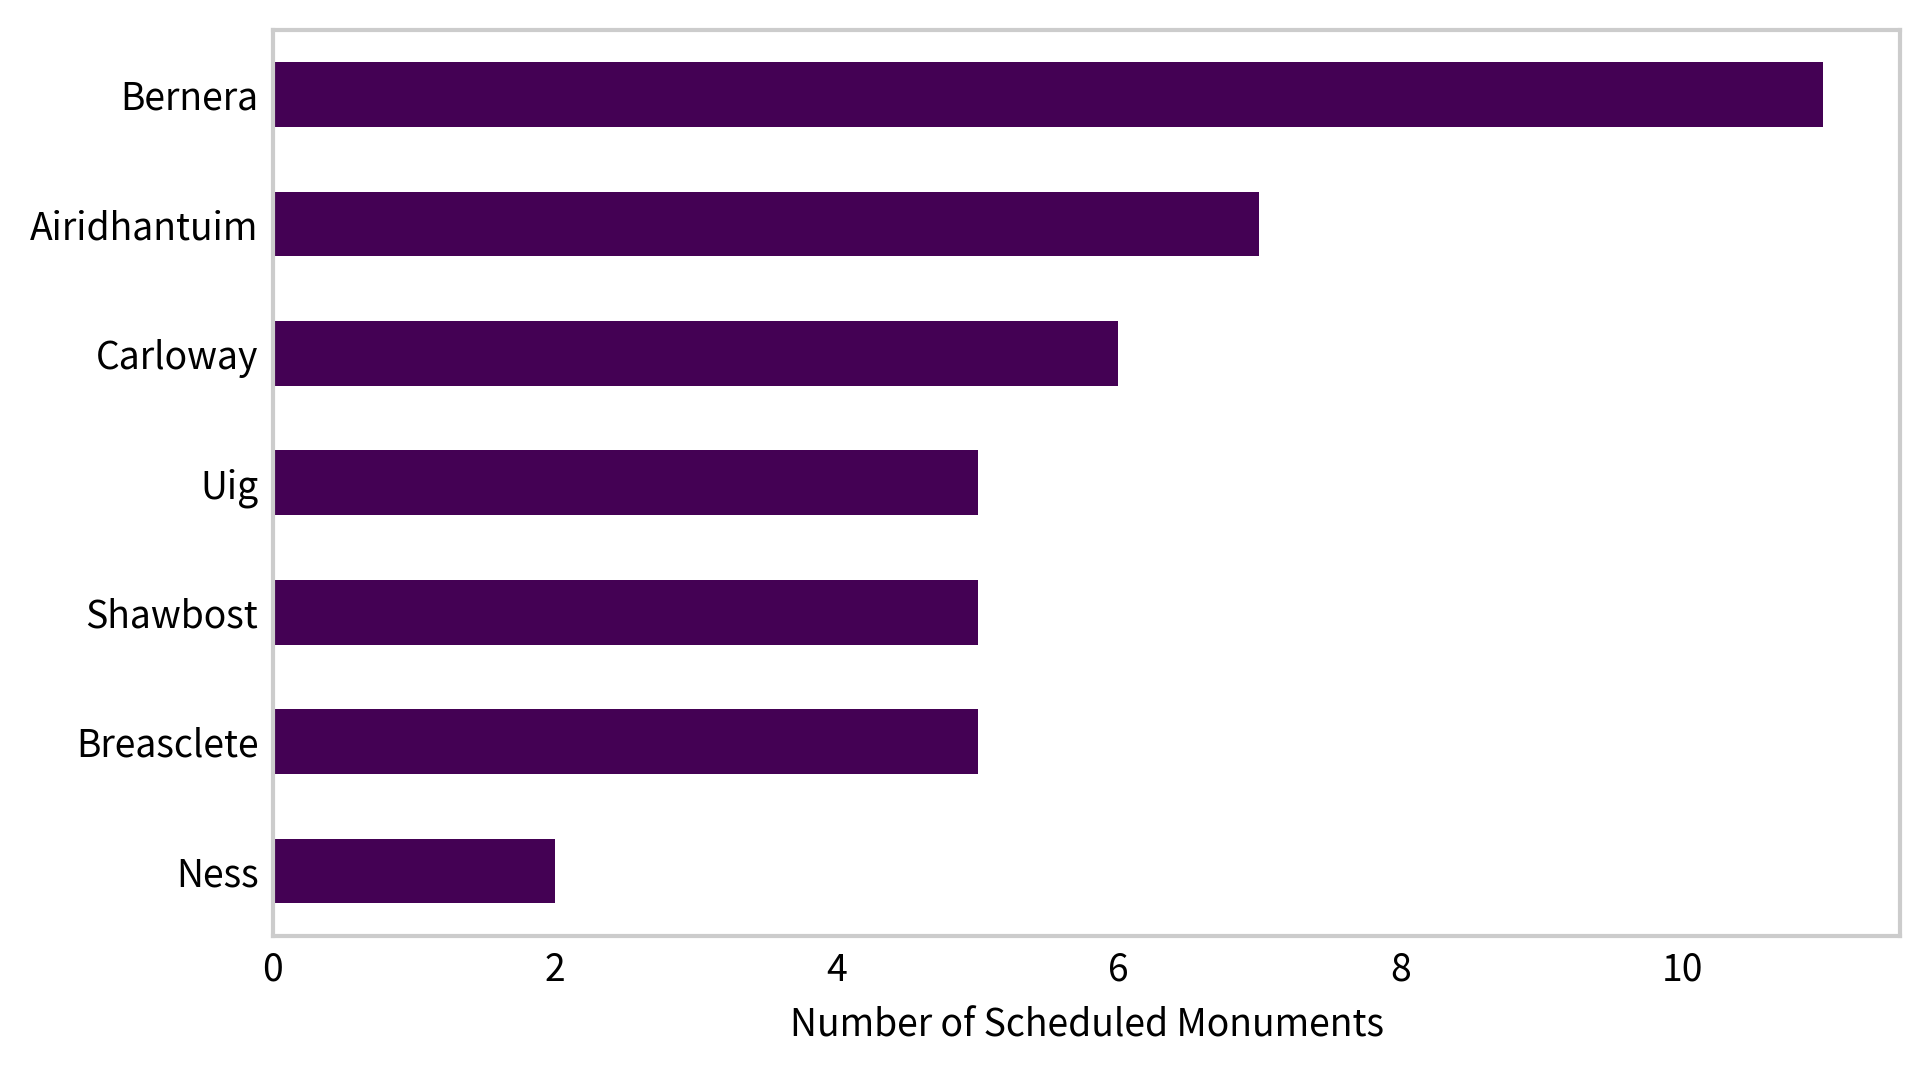 Bernera
Airidhantuim
Carloway
Uig
Shawbost
Breasclete
Ness
0 2 4 6 8 10
Number of Scheduled Monuments